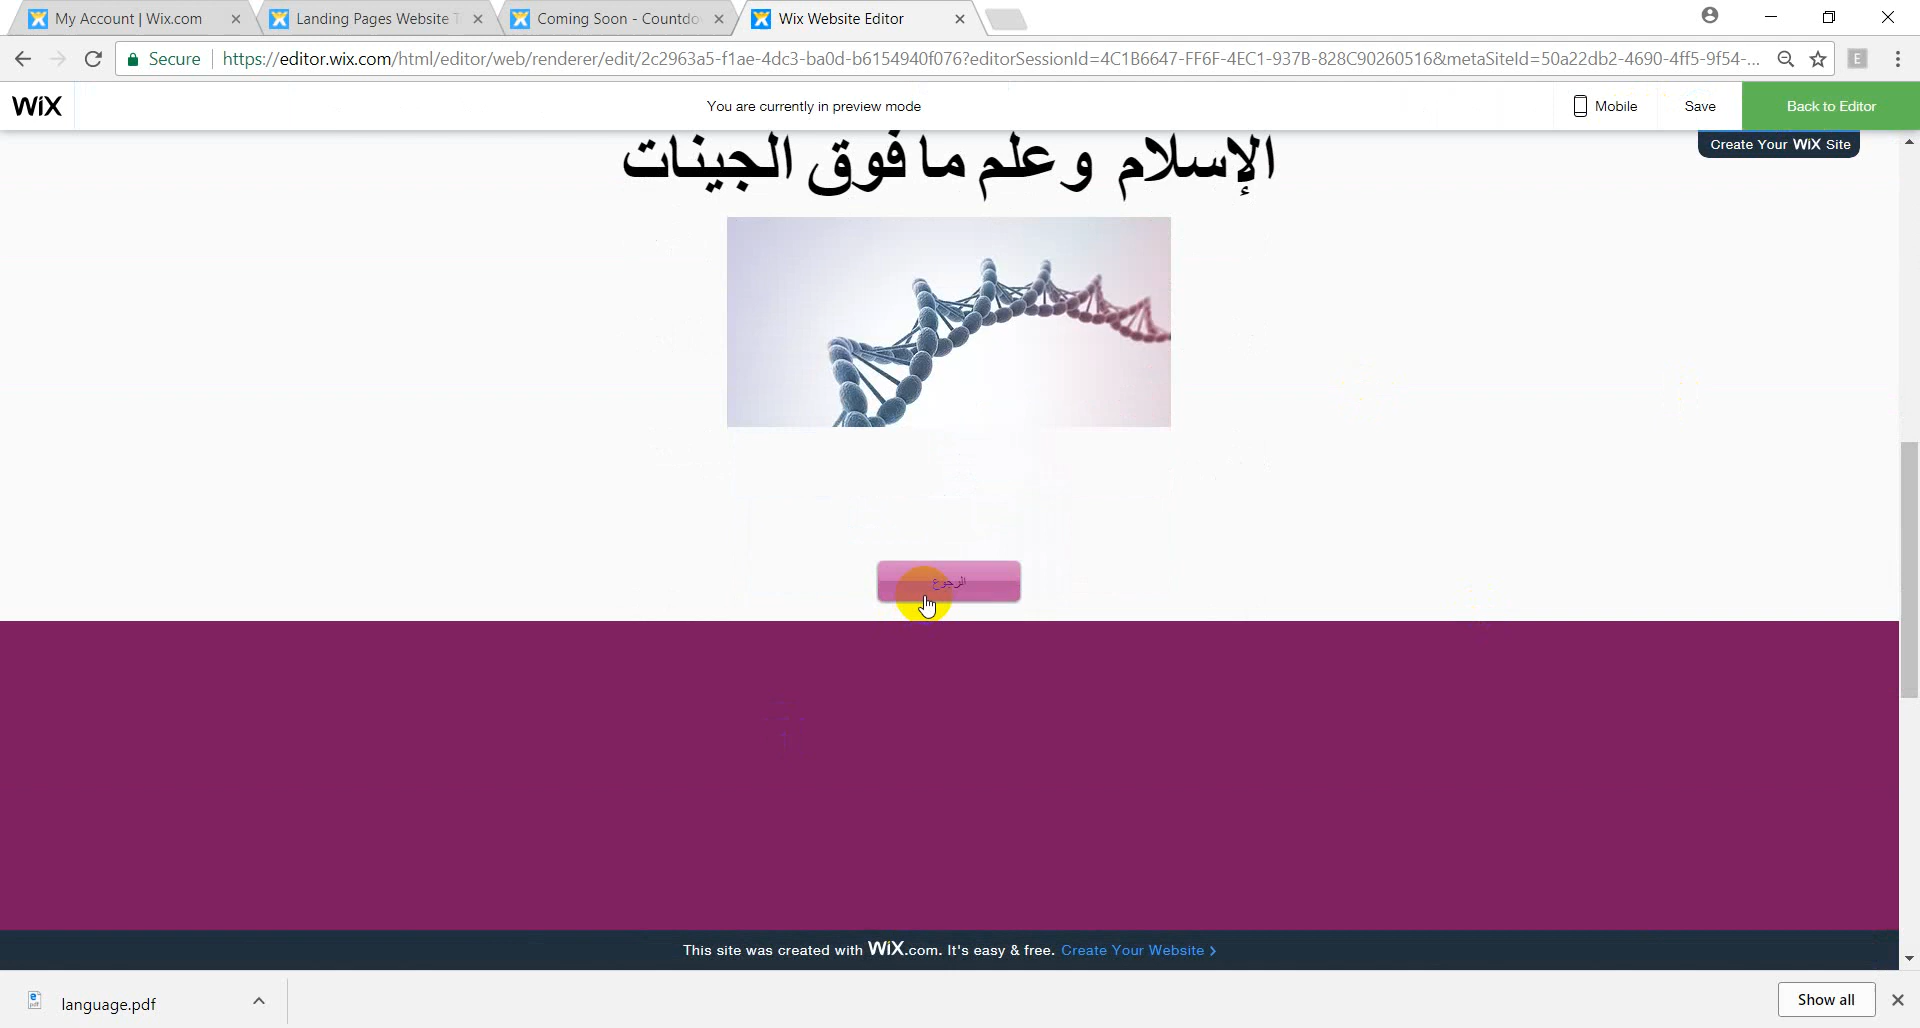 My Account | Wix.com
Landing Pages Website T
Coming Soon - Countdo
Wix Website Editor
Secure
https://editor.wix.com/html/editor/web/renderer/edit/2c2963a5-f1ae-4dc3-ba0d-b6154940f076?editorSessionId=4C1B6647-FF6F-4EC1-937B-828C90260516&metaSiteId=50a22db2-4690-4ff5-9f54-...
E
WiX
You are currently in preview mode
Mobile
Save
Back to Editor
Create Your WiX Site
الإسلام وعلم ما فوق الجينات
الرجوع
This site was created with WiX.com. It's easy & free. Create Your Website >
language.pdf
Show all